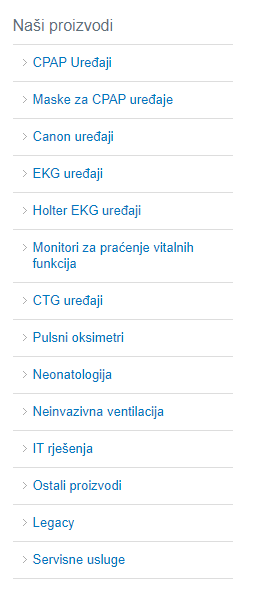 Naši proizvodi
CPAP Uređaji
Maske za CPAP uređaje
Canon uređaji
EKG uređaji
Holter EKG uređaji
Monitori za praćenje vitalnih
funkcija
CTG uređaji
Pulsni oksimetri
Neonatologija
Neinvazivna ventilacija
IT rješenja
Ostali proizvodi
Legacy
Servisne usluge